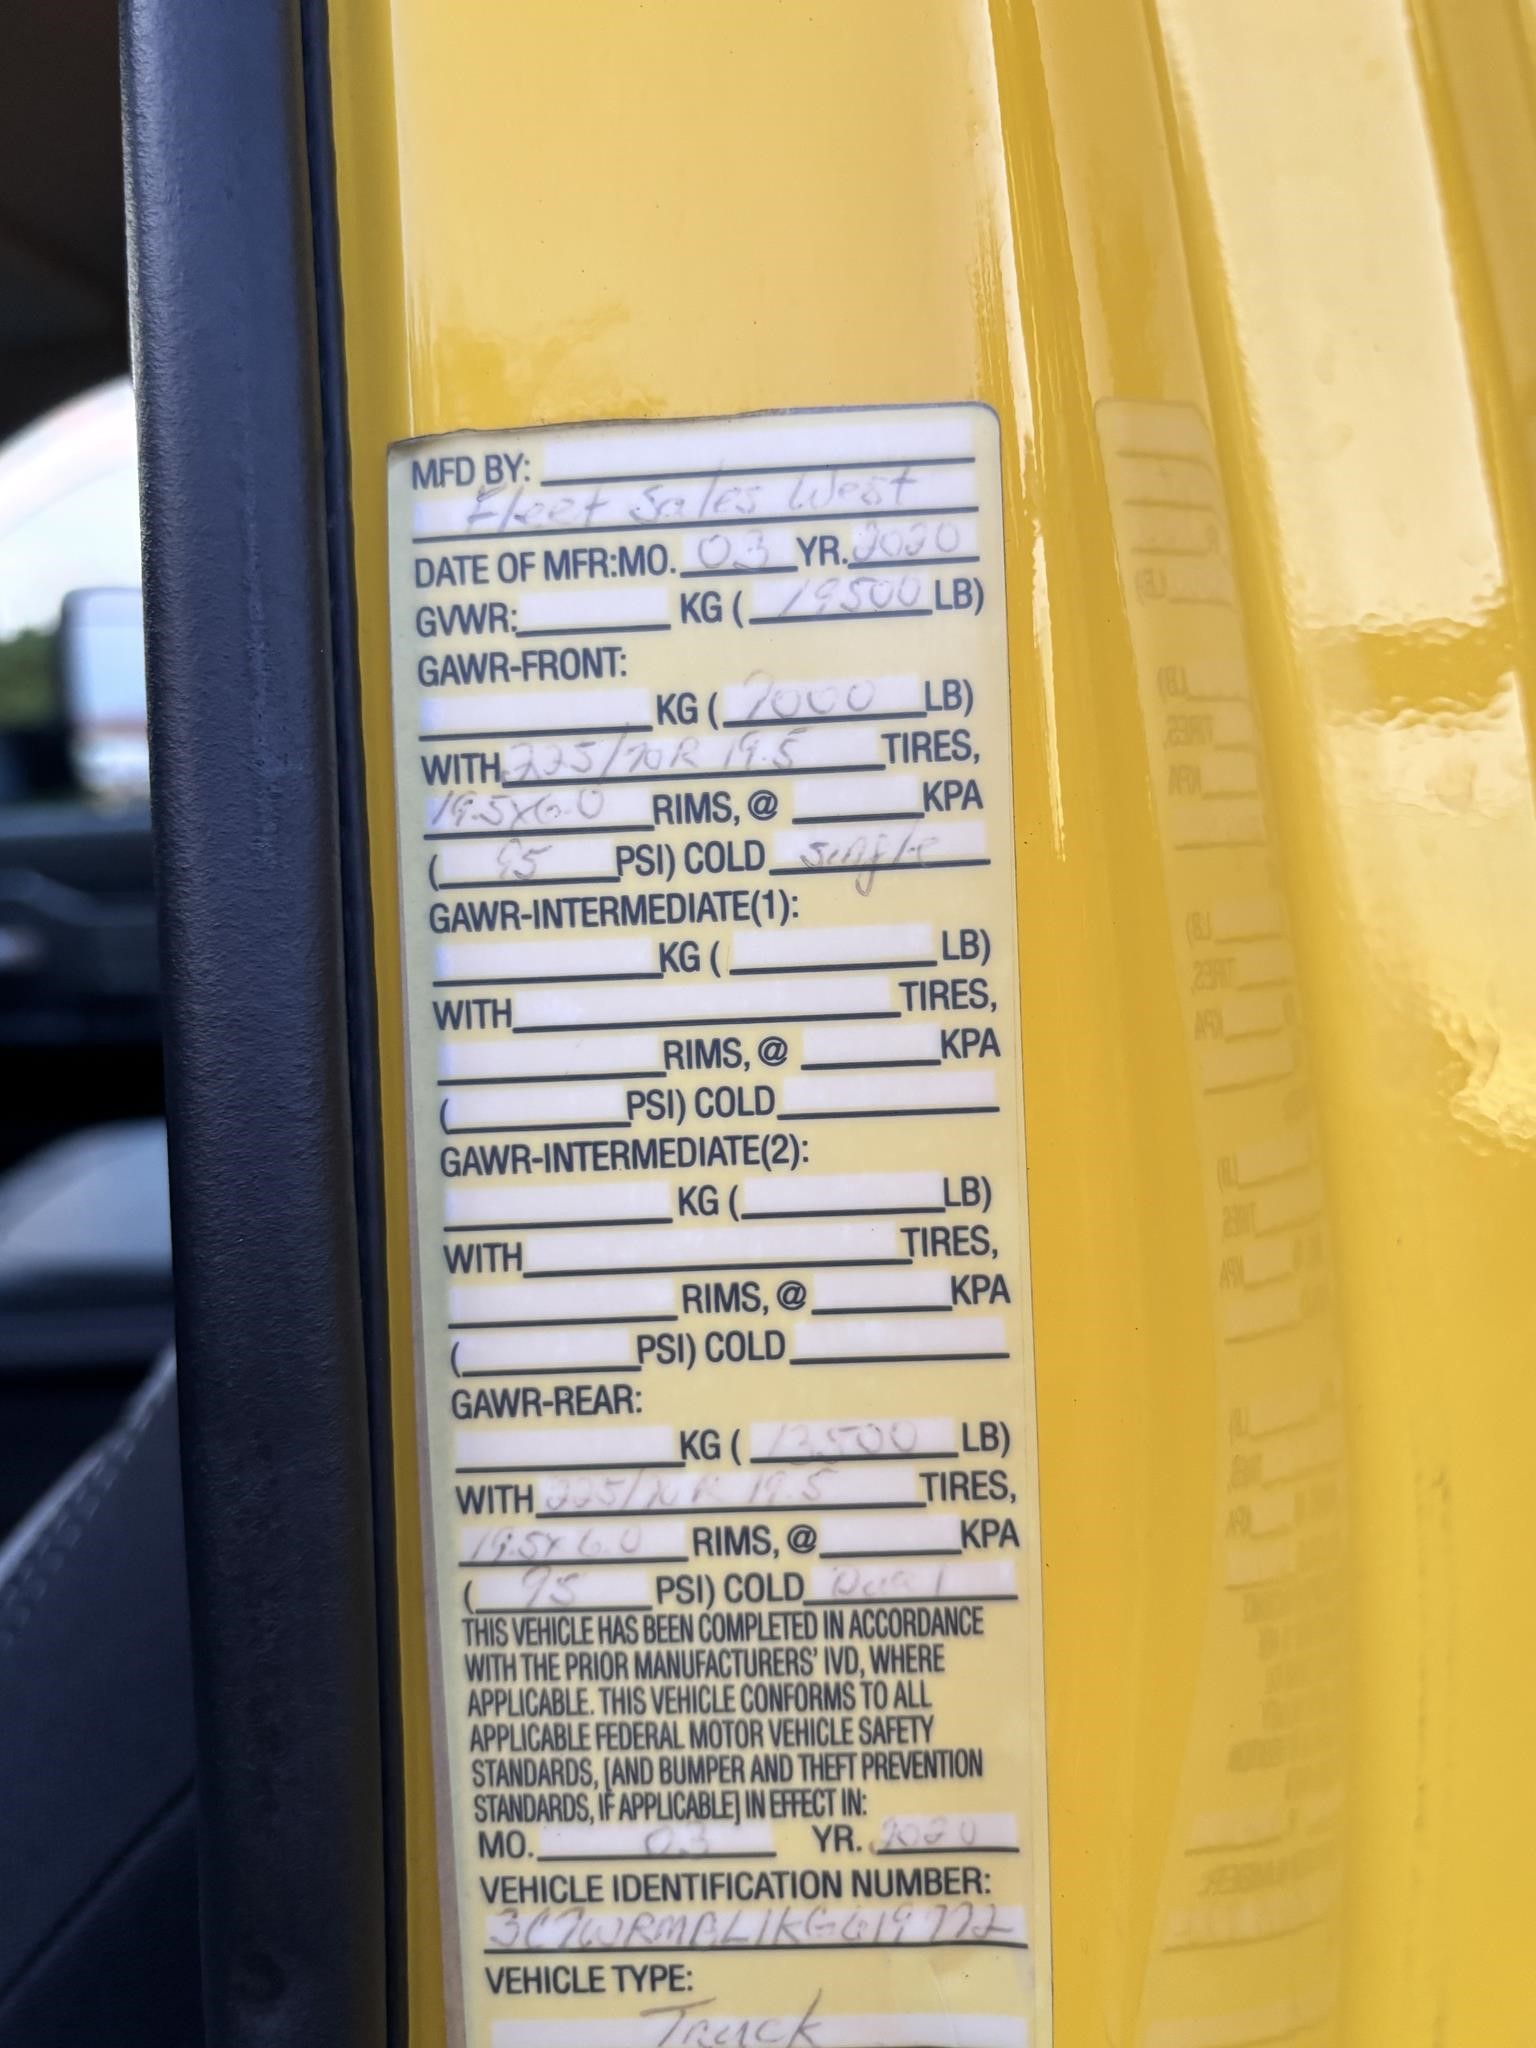 MFD BY:
Fleet Sales West
DATE OF MFR:MO. 03 YR. 2020
GVWR: KG ( 19500 LB)
GAWR-FRONT:
KG ( 7000 LB)
WITH 225/70R 19.5 TIRES,
19.5x6.0 RIMS, @ KPA
( 95 PSI) COLD single
GAWR-INTERMEDIATE(1):
KG ( LB)
WITH TIRES,
RIMS, @ KPA
( PSI) COLD
GAWR-INTERMEDIATE(2):
KG ( LB)
WITH TIRES,
RIMS, @ KPA
( PSI) COLD
GAWR-REAR:
KG ( 13500 LB)
WITH 225/70R 19.5 TIRES,
19.5x6.0 RIMS, @ KPA
( 95 PSI) COLD Dual
THIS VEHICLE HAS BEEN COMPLETED IN ACCORDANCE
WITH THE PRIOR MANUFACTURERS' IVD, WHERE
APPLICABLE. THIS VEHICLE CONFORMS TO ALL
APPLICABLE FEDERAL MOTOR VEHICLE SAFETY
STANDARDS, [AND BUMPER AND THEFT PREVENTION
STANDARDS, IF APPLICABLE] IN EFFECT IN:
MO. 03 YR. 2020
VEHICLE IDENTIFICATION NUMBER:
3C7WRMBL1KG619772
VEHICLE TYPE:
Truck